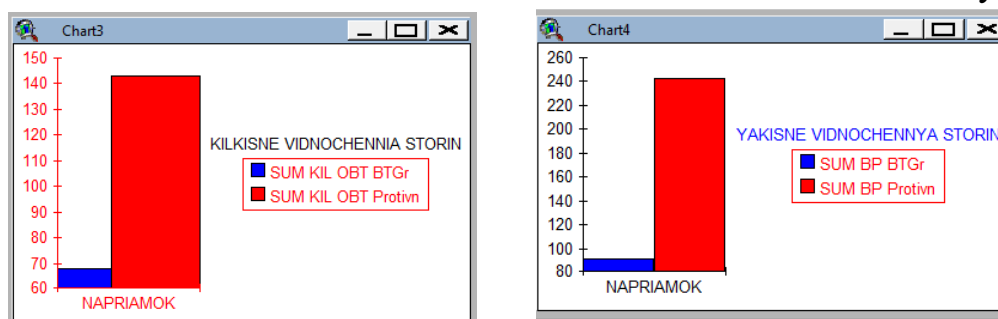 Chart3
150
140
130
120
110
100
90
80
70
60
NAPRIAMOK
KILKISNE VIDNOCHENNIA STORIN
SUM KIL OBT BTGr
SUM KIL OBT Protivn
Chart4
260
240
220
200
180
160
140
120
100
80
NAPRIAMOK
YAKISNE VIDNOCHENNYA STORIN
SUM BP BTGr
SUM BP Protivn